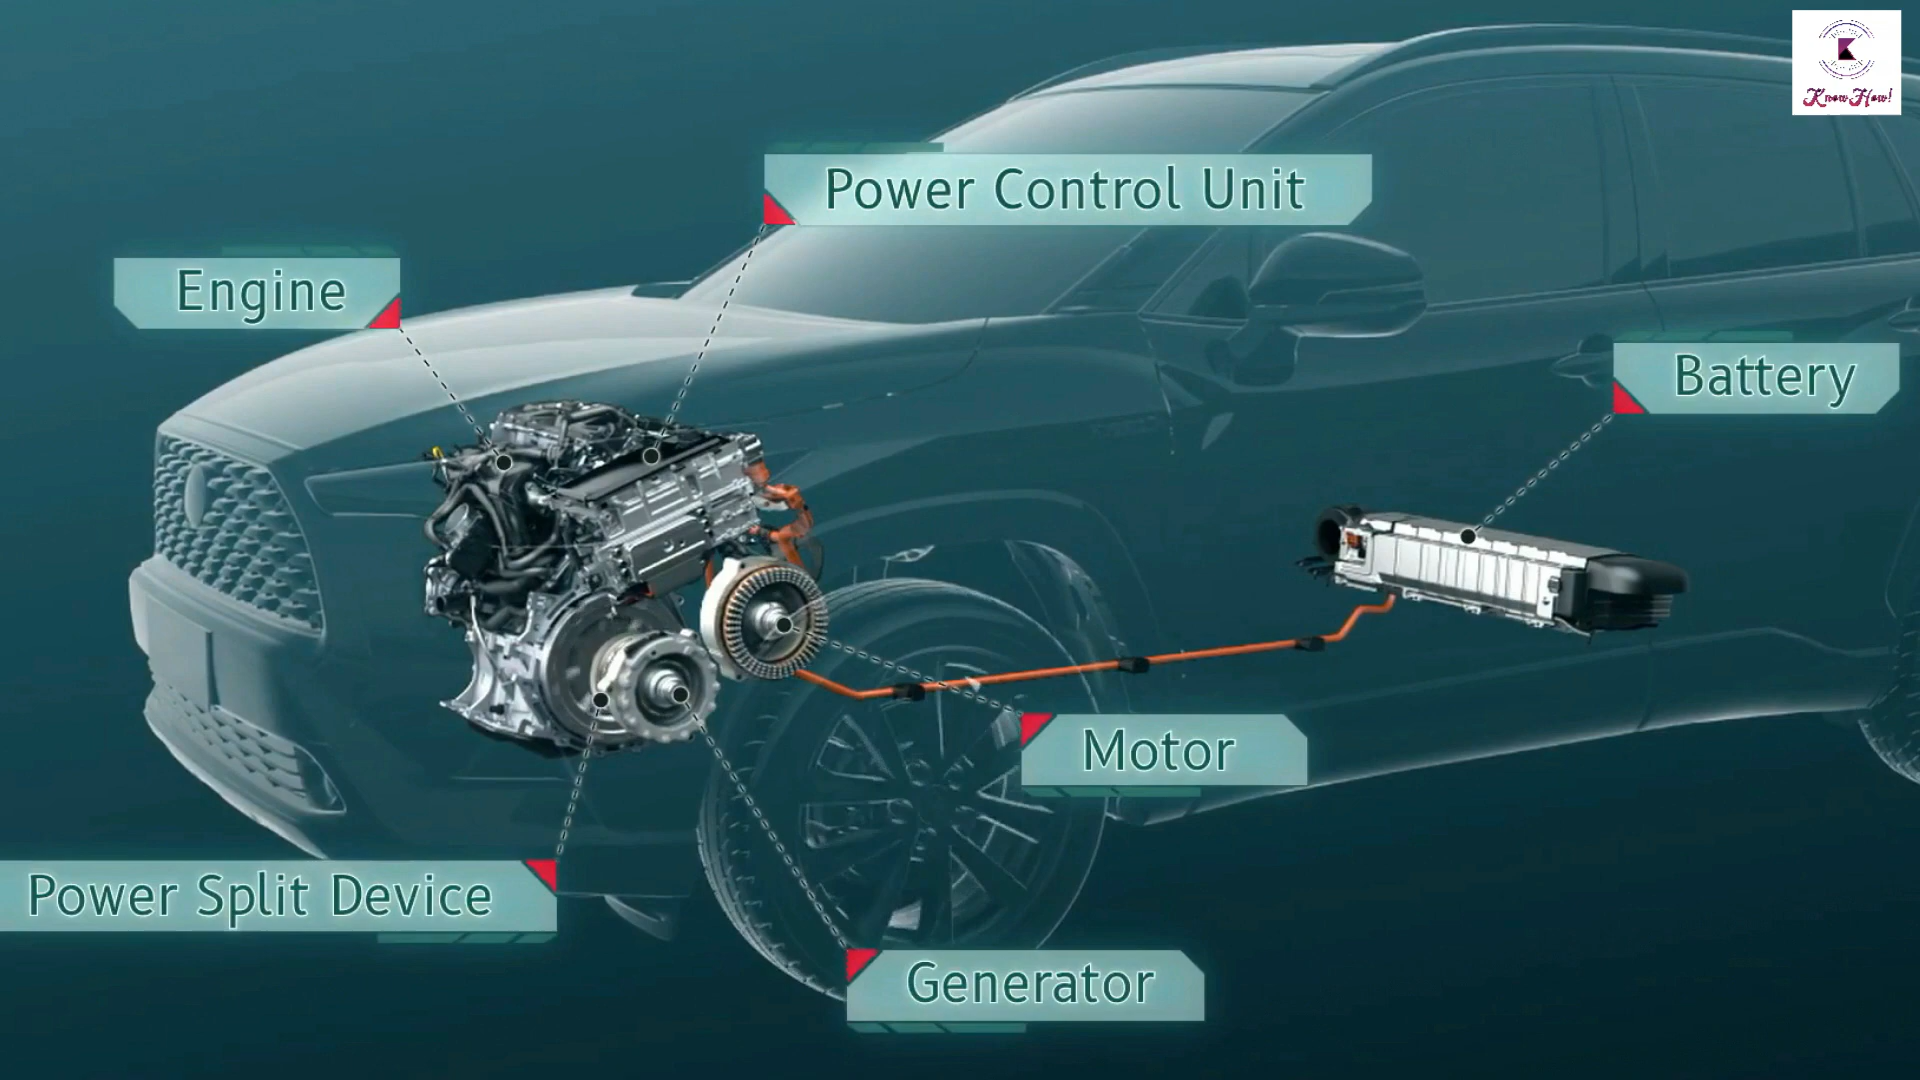 Know How!
Power Control Unit
Engine
Battery
Motor
Power Split Device
Generator